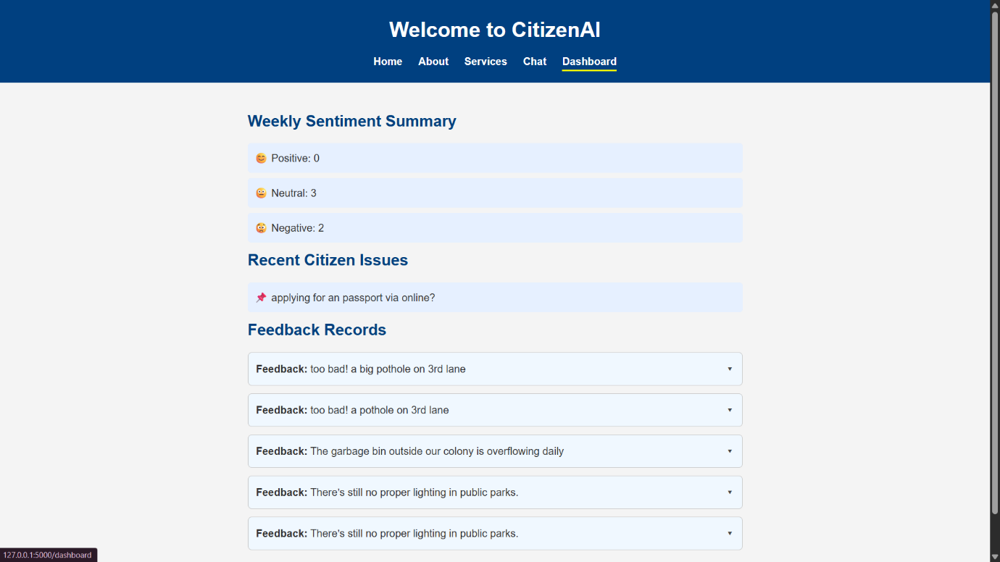 Welcome to CitizenAI
Home About Services Chat Dashboard
Weekly Sentiment Summary
😊 Positive: 0
😐 Neutral: 3
😟 Negative: 2
Recent Citizen Issues
📌 applying for an passport via online?
Feedback Records
Feedback: too bad! a big pothole on 3rd lane
Feedback: too bad! a pothole on 3rd lane
Feedback: The garbage bin outside our colony is overflowing daily
Feedback: There's still no proper lighting in public parks.
Feedback: There's still no proper lighting in public parks.
127.0.0.1:5000/dashboard